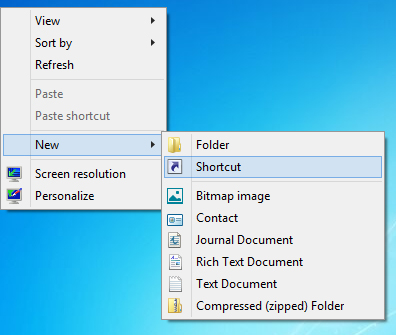 View
Sort by
Refresh
Paste
Paste shortcut
New
Screen resolution
Personalize
Folder
Shortcut
Bitmap image
Contact
Journal Document
Rich Text Document
Text Document
Compressed (zipped) Folder